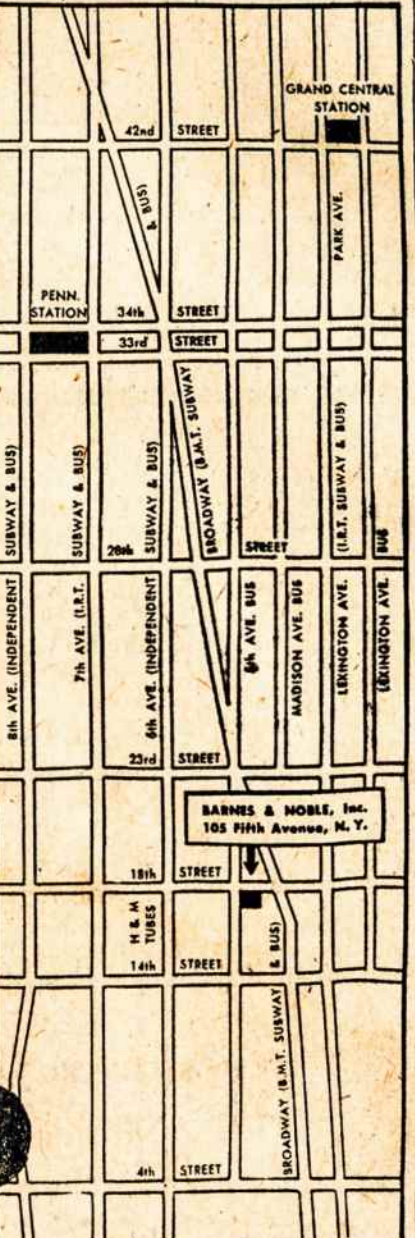 GRAND CENTRAL
STATION
42nd STREET
& BUS)
PARK AVE.
PENN.
STATION
34th STREET
33rd STREET
SUBWAY & BUS)
SUBWAY & BUS)
SUBWAY & BUS)
BROADWAY (B.M.T. SUBWAY
(I.R.T. SUBWAY & BUS)
BUS
28th STREET
8th AVE. (INDEPENDENT
7th AVE. (I.R.T.
6th AVE. (INDEPENDENT
AVE. BUS
MADISON AVE. BUS
LEXINGTON AVE.
LEXINGTON AVE.
23rd STREET
BARNES & NOBLE, Inc.
105 Fifth Avenue, N. Y.
18th STREET
H & M
TUBES
& BUS)
14th STREET
BROADWAY (B.M.T. SUBWAY
4th STREET